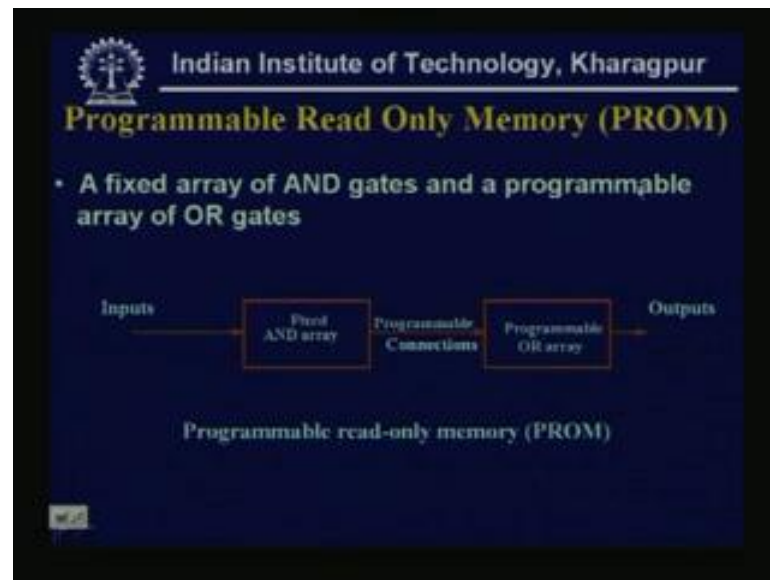 Indian Institute of Technology, Kharagpur
Programmable Read Only Memory (PROM)
• A fixed array of AND gates and a programmable
array of OR gates
Inputs
Fixed
AND array
Programmable
Connections
Programmable
OR array
Outputs
Programmable read-only memory (PROM)